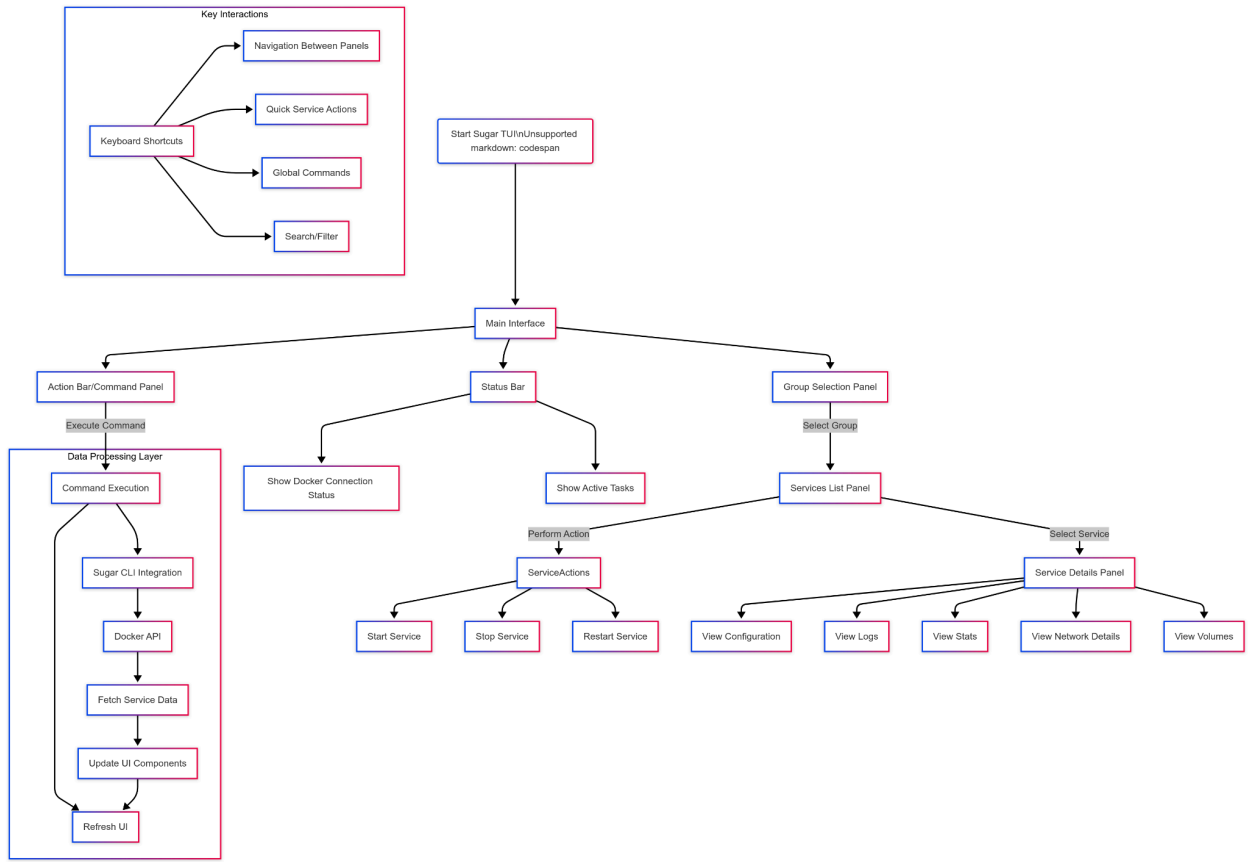 Key Interactions
Navigation Between Panels
Quick Service Actions
Keyboard Shortcuts
Global Commands
Search/Filter
Start Sugar TUI\nUnsupported
markdown: codespan
Main Interface
Action Bar/Command Panel
Status Bar
Group Selection Panel
Execute Command
Select Group
Data Processing Layer
Command Execution
Show Docker Connection
Status
Show Active Tasks
Services List Panel
Perform Action
Select Service
Sugar CLI Integration
ServiceActions
Service Details Panel
Docker API
Start Service
Stop Service
Restart Service
View Configuration
View Logs
View Stats
View Network Details
View Volumes
Fetch Service Data
Update UI Components
Refresh UI